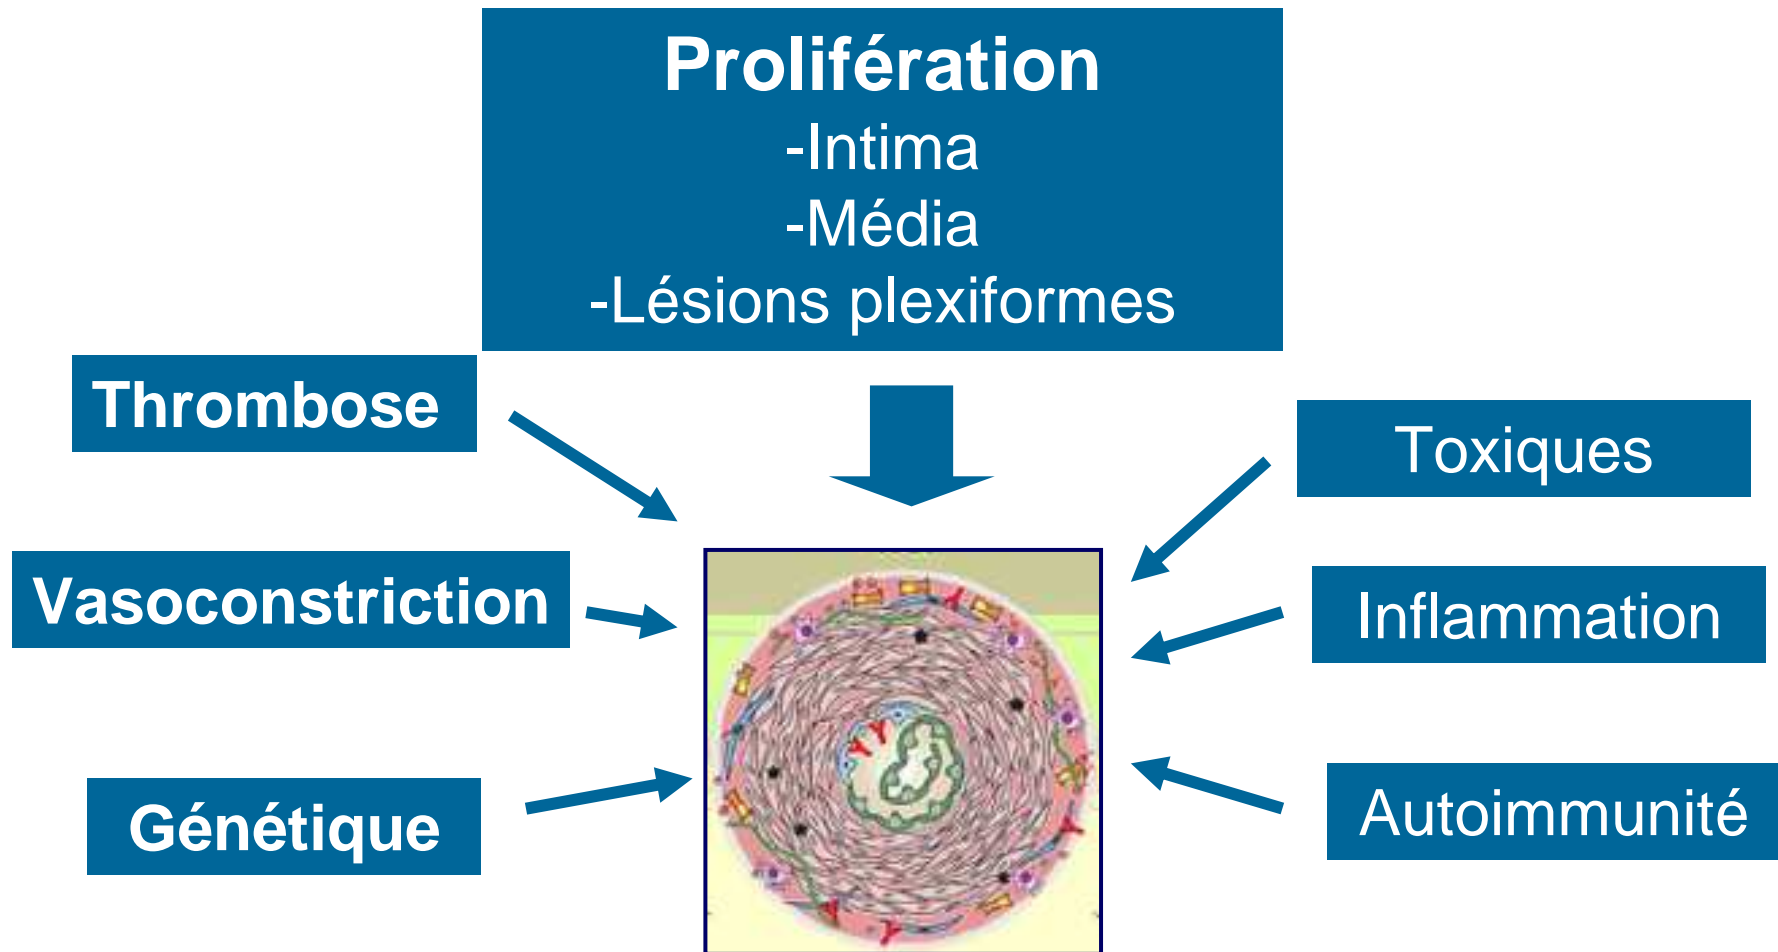 Prolifération
-Intima
-Média
-Lésions plexiformes
Thrombose
Vasoconstriction
Génétique
Toxiques
Inflammation
Autoimmunité